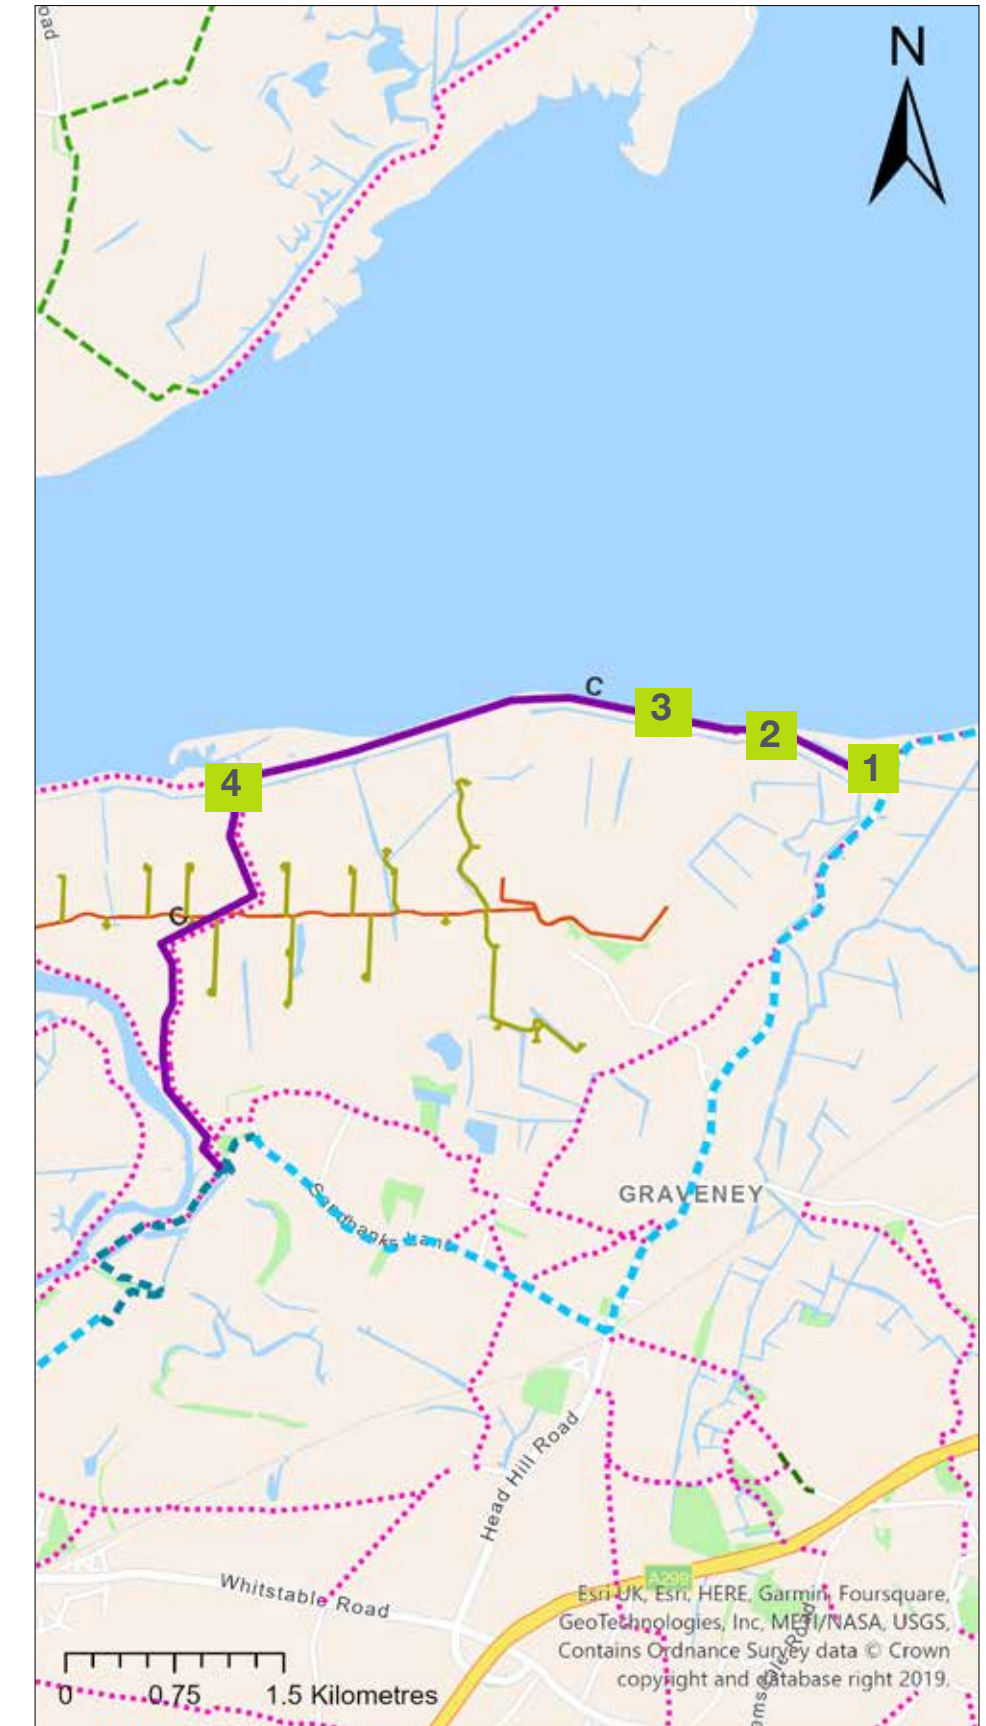 oad
N
C
3
2
1
4
C
GRAVENEY
Sandbanks Lane
Head Hill Road
A299
Whitstable Road
Esri UK, Esri, HERE, Garmin, Foursquare,
GeoTechnologies, Inc, METI/NASA, USGS,
Contains Ordnance Survey data © Crown
copyright and database right 2019.
0 0.75 1.5 Kilometres